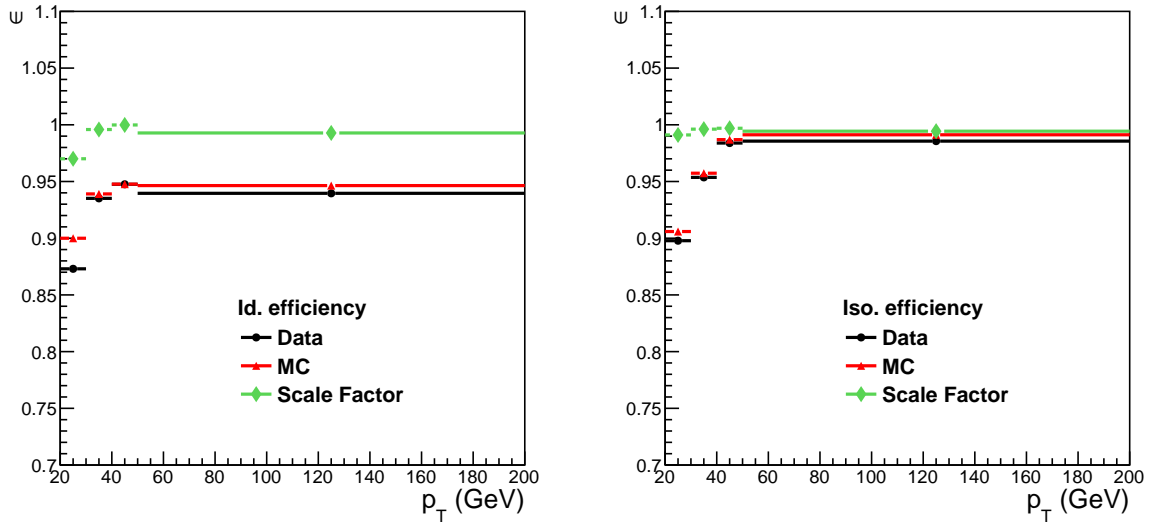 ∈
1.1
1.05
1
0.95
0.9
0.85
0.8
0.75
0.7
20 40 60 80 100 120 140 160 180 200
p_T (GeV)
Id. efficiency
Data
MC
Scale Factor
∈
1.1
1.05
1
0.95
0.9
0.85
0.8
0.75
0.7
20 40 60 80 100 120 140 160 180 200
p_T (GeV)
Iso. efficiency
Data
MC
Scale Factor